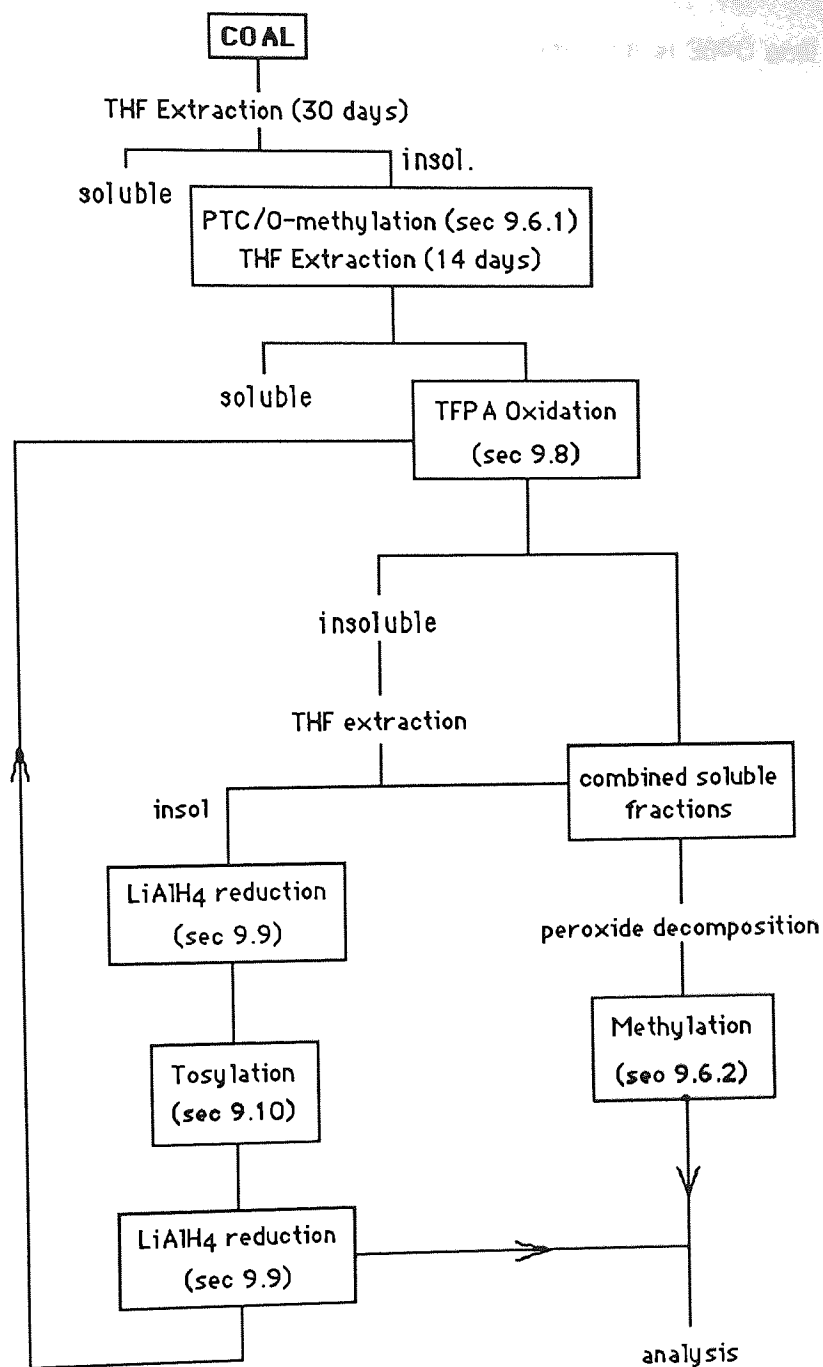 COAL
THF Extraction (30 days)
soluble
insol.
PTC/O-methylation (sec 9.6.1)
THF Extraction (14 days)
soluble
TFPA Oxidation
(sec 9.8)
insoluble
THF extraction
insol
combined soluble
fractions
LiAlH4 reduction
(sec 9.9)
peroxide decomposition
Tosylation
(sec 9.10)
Methylation
(seo 9.6.2)
LiAlH4 reduction
(sec 9.9)
analysis